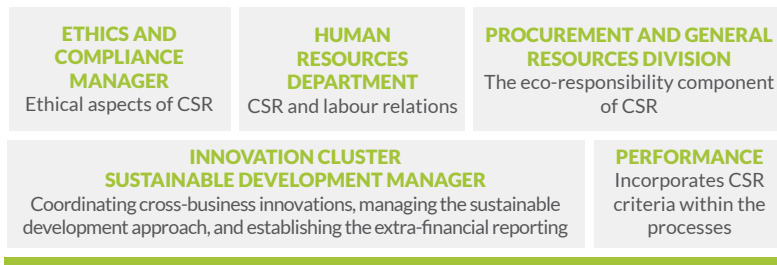 ETHICS AND
COMPLIANCE
MANAGER
Ethical aspects of CSR
HUMAN
RESOURCES
DEPARTMENT
CSR and labour relations
PROCUREMENT AND GENERAL
RESOURCES DIVISION
The eco-responsibility component
of CSR
INNOVATION CLUSTER
SUSTAINABLE DEVELOPMENT MANAGER
Coordinating cross-business innovations, managing the sustainable
development approach, and establishing the extra-financial reporting
PERFORMANCE
Incorporates CSR
criteria within the
processes